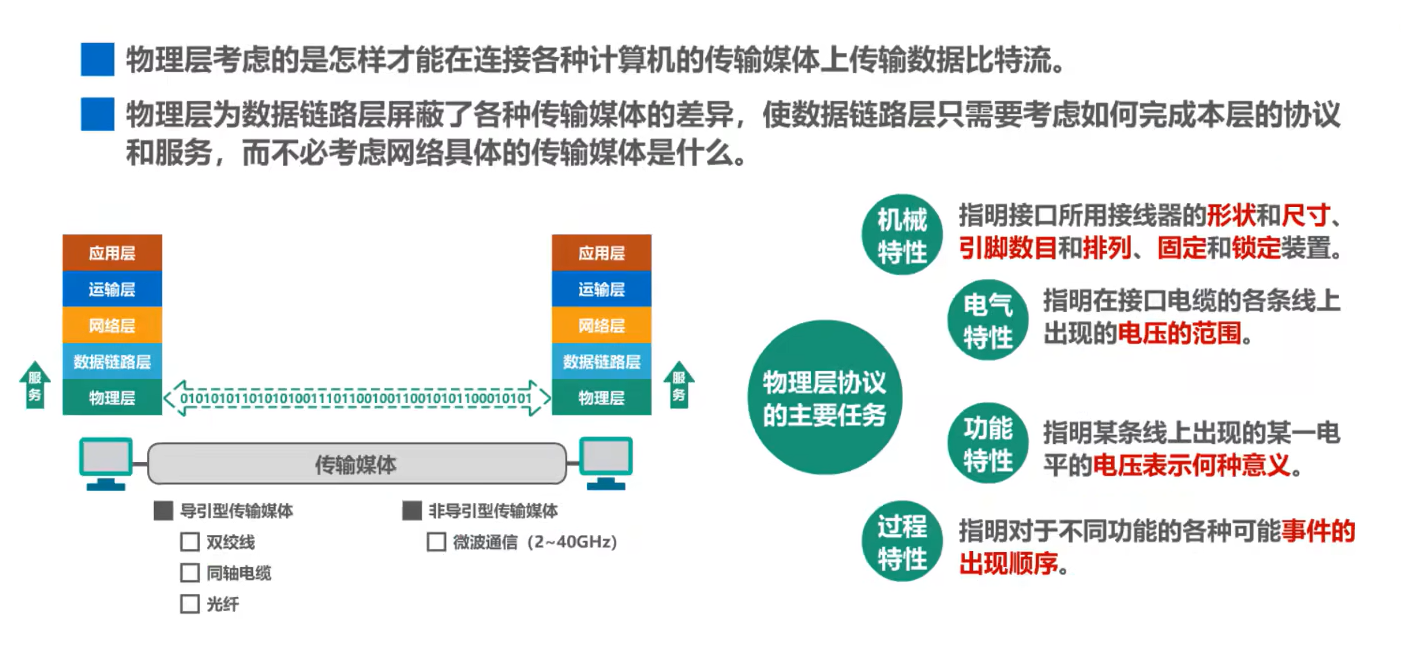 物理层考虑的是怎样才能在连接各种计算机的传输媒体上传输数据比特流。
物理层为数据链路层屏蔽了各种传输媒体的差异，使数据链路层只需要考虑如何完成本层的协议
和服务，而不必考虑网络具体的传输媒体是什么。
应用层
运输层
网络层
数据链路层
物理层
服务
010101011010101001110110010011001010110001010​1
应用层
运输层
网络层
数据链路层
物理层
服务
传输媒体
导引型传输媒体
双绞线
同轴电缆
光纤
非导引型传输媒体
微波通信（2~40GHz）
物理层协议
的主要任务
机械
特性
指明接口所用接线器的形状和尺寸、
引脚数目和排列、固定和锁定装置。
电气
特性
指明在接口电缆的各条线上
出现的电压的范围。
功能
特性
指明某条线上出现的某一电
平的电压表示何种意义。
过程
特性
指明对于不同功能的各种可能事件的
出现顺序。